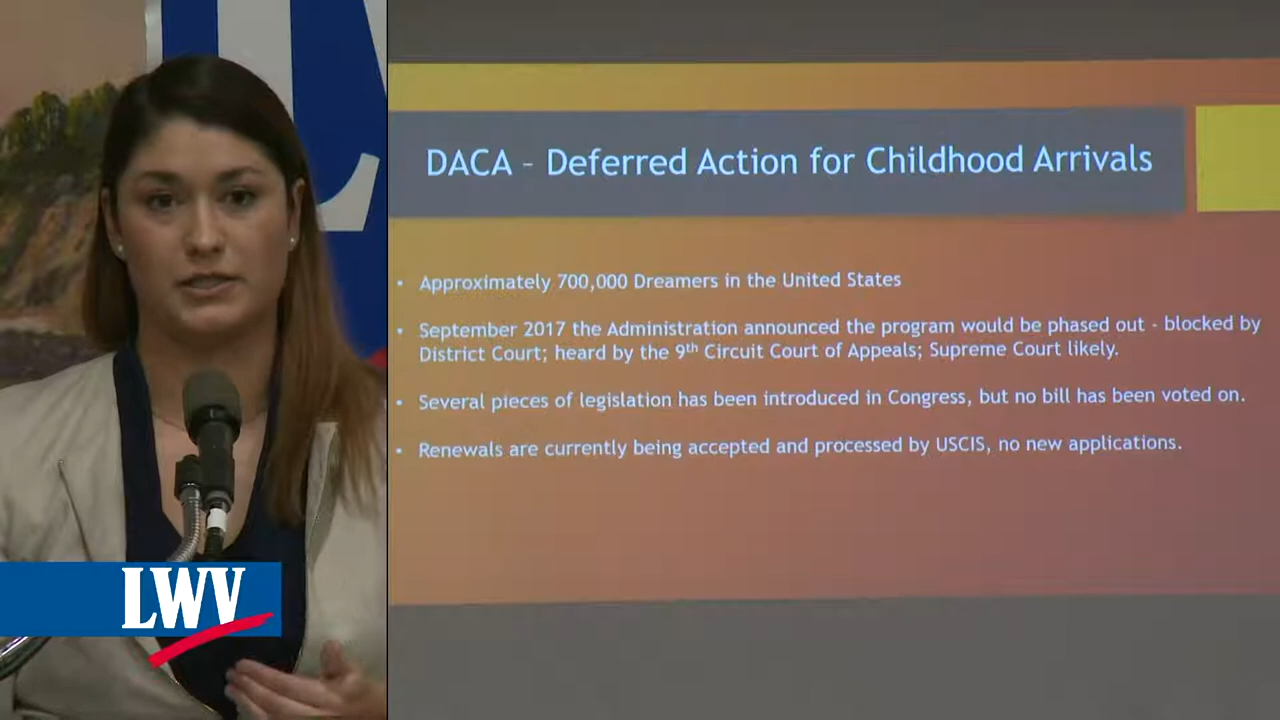 DACA – Deferred Action for Childhood Arrivals
• Approximately 700,000 Dreamers in the United States
• September 2017 the Administration announced the program would be phased out - blocked by
District Court; heard by the 9th Circuit Court of Appeals; Supreme Court likely.
• Several pieces of legislation has been introduced in Congress, but no bill has been voted on.
• Renewals are currently being accepted and processed by USCIS, no new applications.
LWV